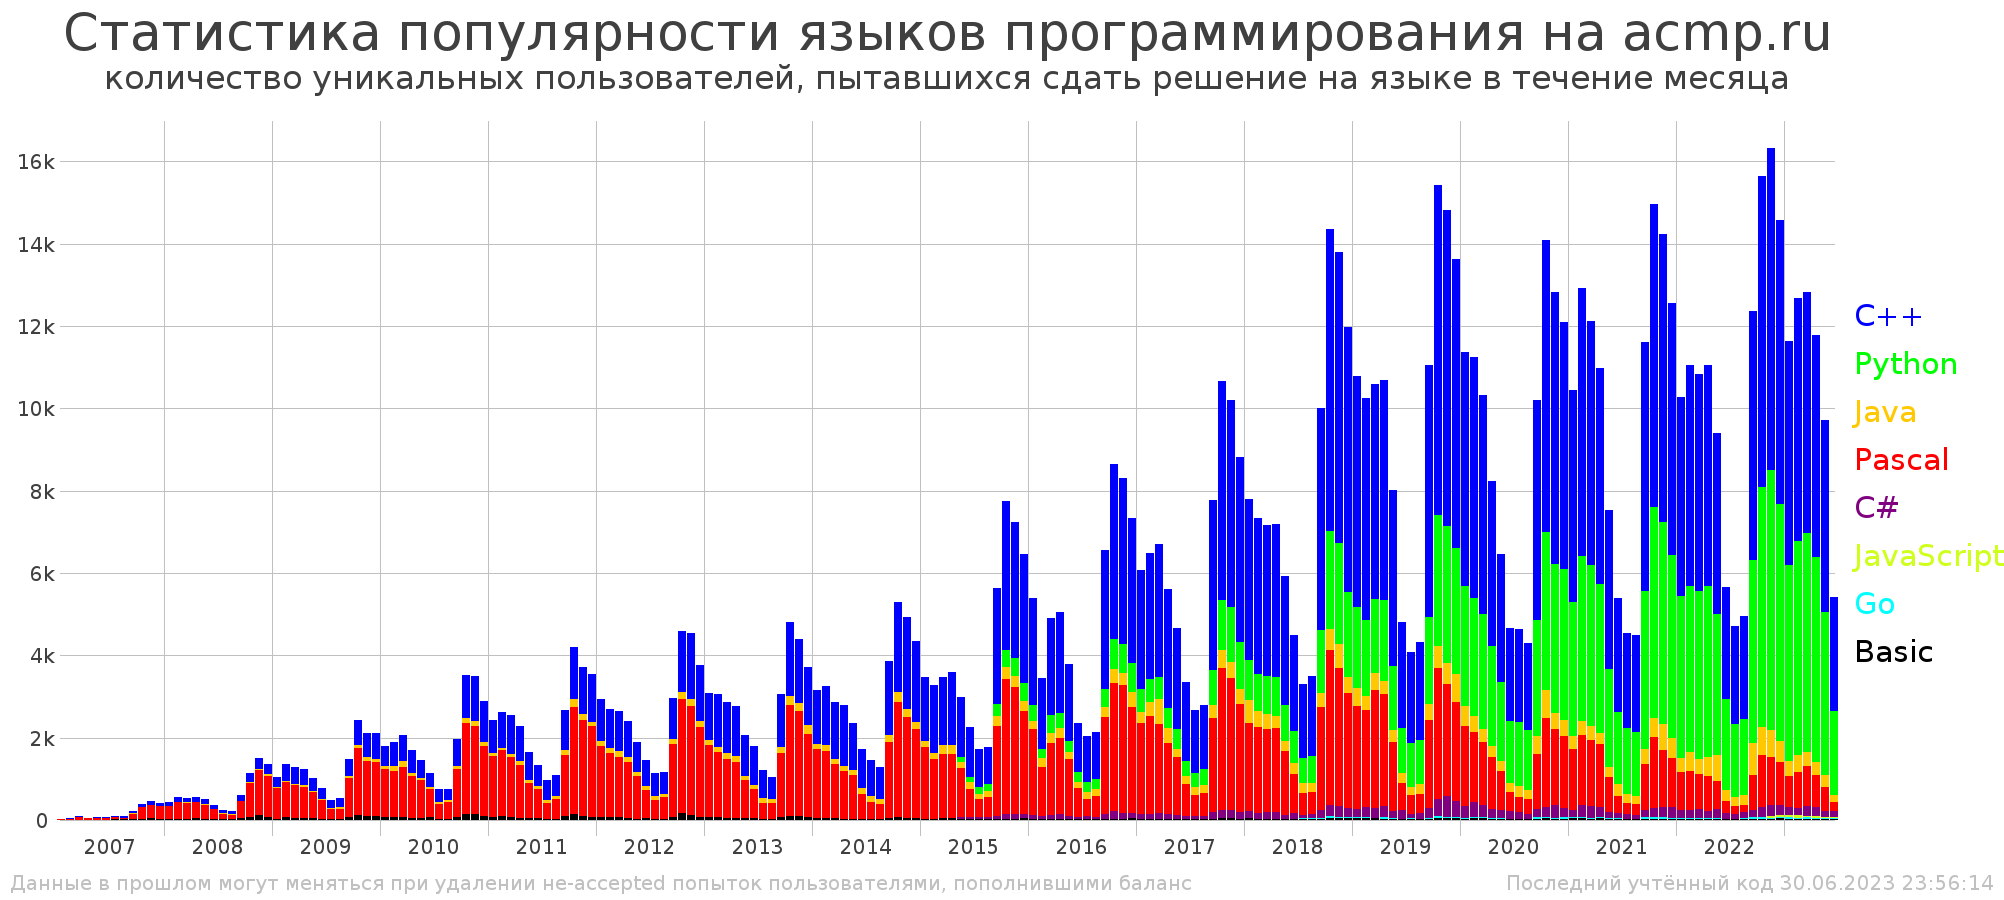 Статистика популярности языков программирования на acmp.ru
количество уникальных пользователей, пытавшихся сдать решение на языке в течение месяца
16k
14k
12k
10k
8k
6k
4k
2k
0
C++
Python
Java
Pascal
C#
JavaScript
Go
Basic
2007 2008 2009 2010 2011 2012 2013 2014 2015 2016 2017 2018 2019 2020 2021 2022
Данные в прошлом могут меняться при удалении не-accepted попыток пользователями, пополнившими баланс
Последний учтённый код 30.06.2023 23:56:14